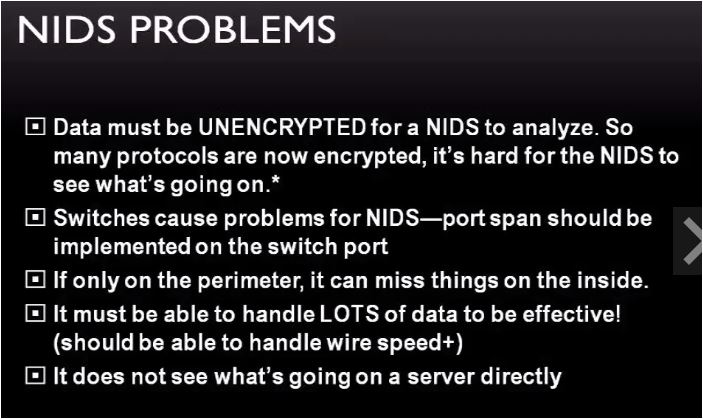 NIDS PROBLEMS
Data must be UNENCRYPTED for a NIDS to analyze. So
many protocols are now encrypted, it's hard for the NIDS to
see what's going on.*
Switches cause problems for NIDS—port span should be
implemented on the switch port
If only on the perimeter, it can miss things on the inside.
It must be able to handle LOTS of data to be effective!
(should be able to handle wire speed+)
It does not see what's going on a server directly